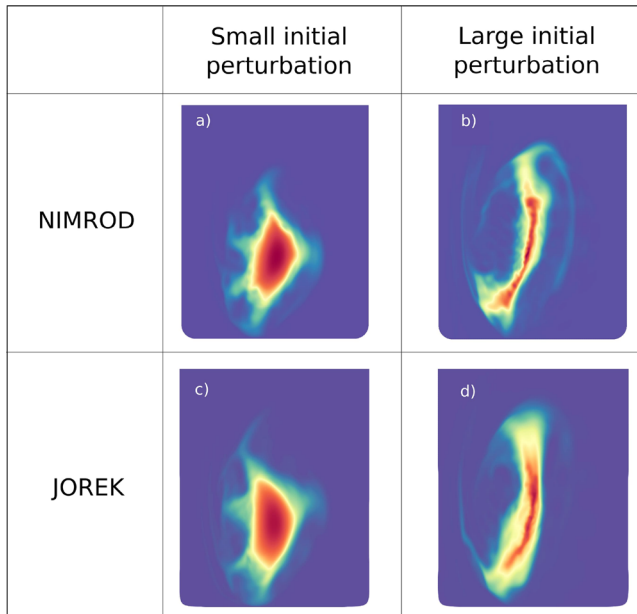 Small initial
perturbation
Large initial
perturbation
NIMROD
a)
b)
JOREK
c)
d)